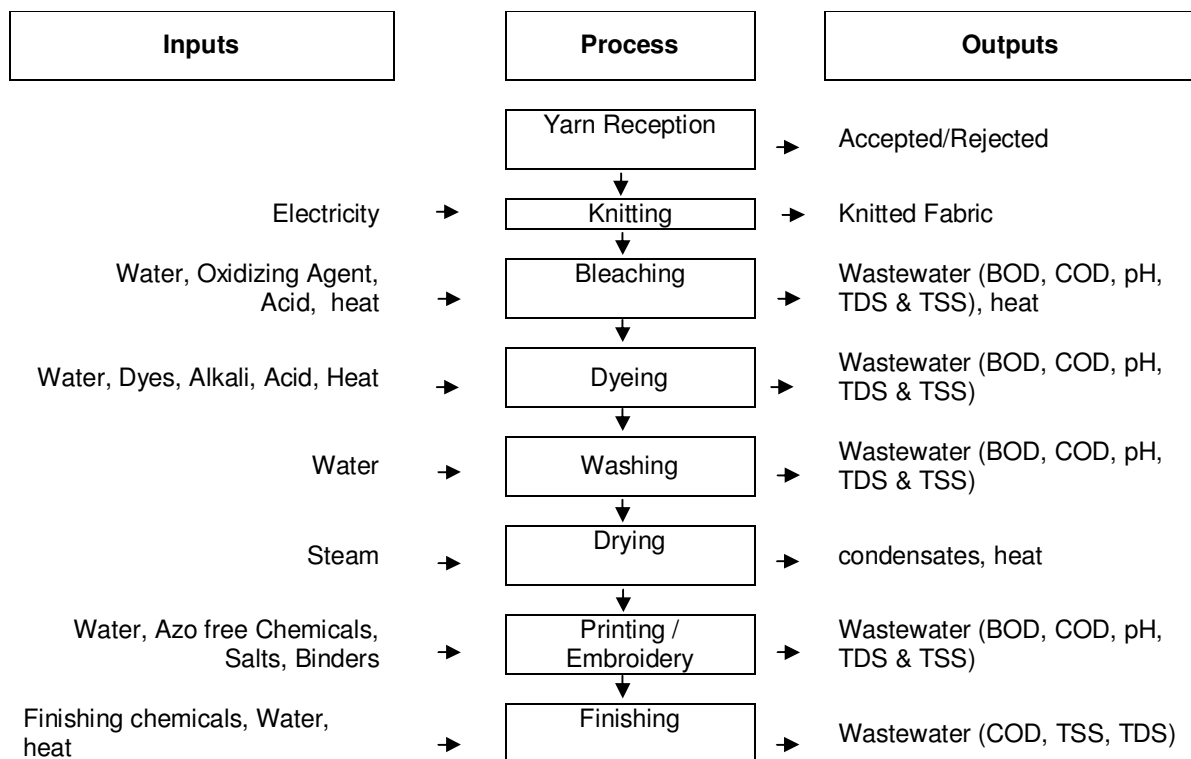 Inputs
Process
Outputs
Yarn Reception
Accepted/Rejected
Electricity
Knitting
Knitted Fabric
Water, Oxidizing Agent,
Acid, heat
Bleaching
Wastewater (BOD, COD, pH,
TDS & TSS), heat
Water, Dyes, Alkali, Acid, Heat
Dyeing
Wastewater (BOD, COD, pH,
TDS & TSS)
Water
Washing
Wastewater (BOD, COD, pH,
TDS & TSS)
Steam
Drying
condensates, heat
Water, Azo free Chemicals,
Salts, Binders
Printing /
Embroidery
Wastewater (BOD, COD, pH,
TDS & TSS)
Finishing chemicals, Water,
heat
Finishing
Wastewater (COD, TSS, TDS)